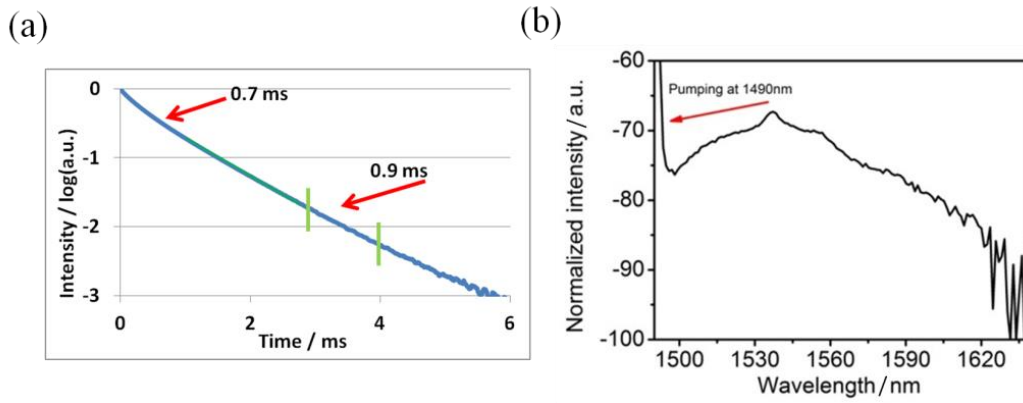 (a)
0
0.7 ms
-1
0.9 ms
-2
-3
Intensity / log(a.u.)
0
2
4
6
Time / ms
(b)
-60
Pumping at 1490nm
-70
-80
-90
-100
Normalized intensity / a.u.
1500
1530
1560
1590
1620
Wavelength / nm